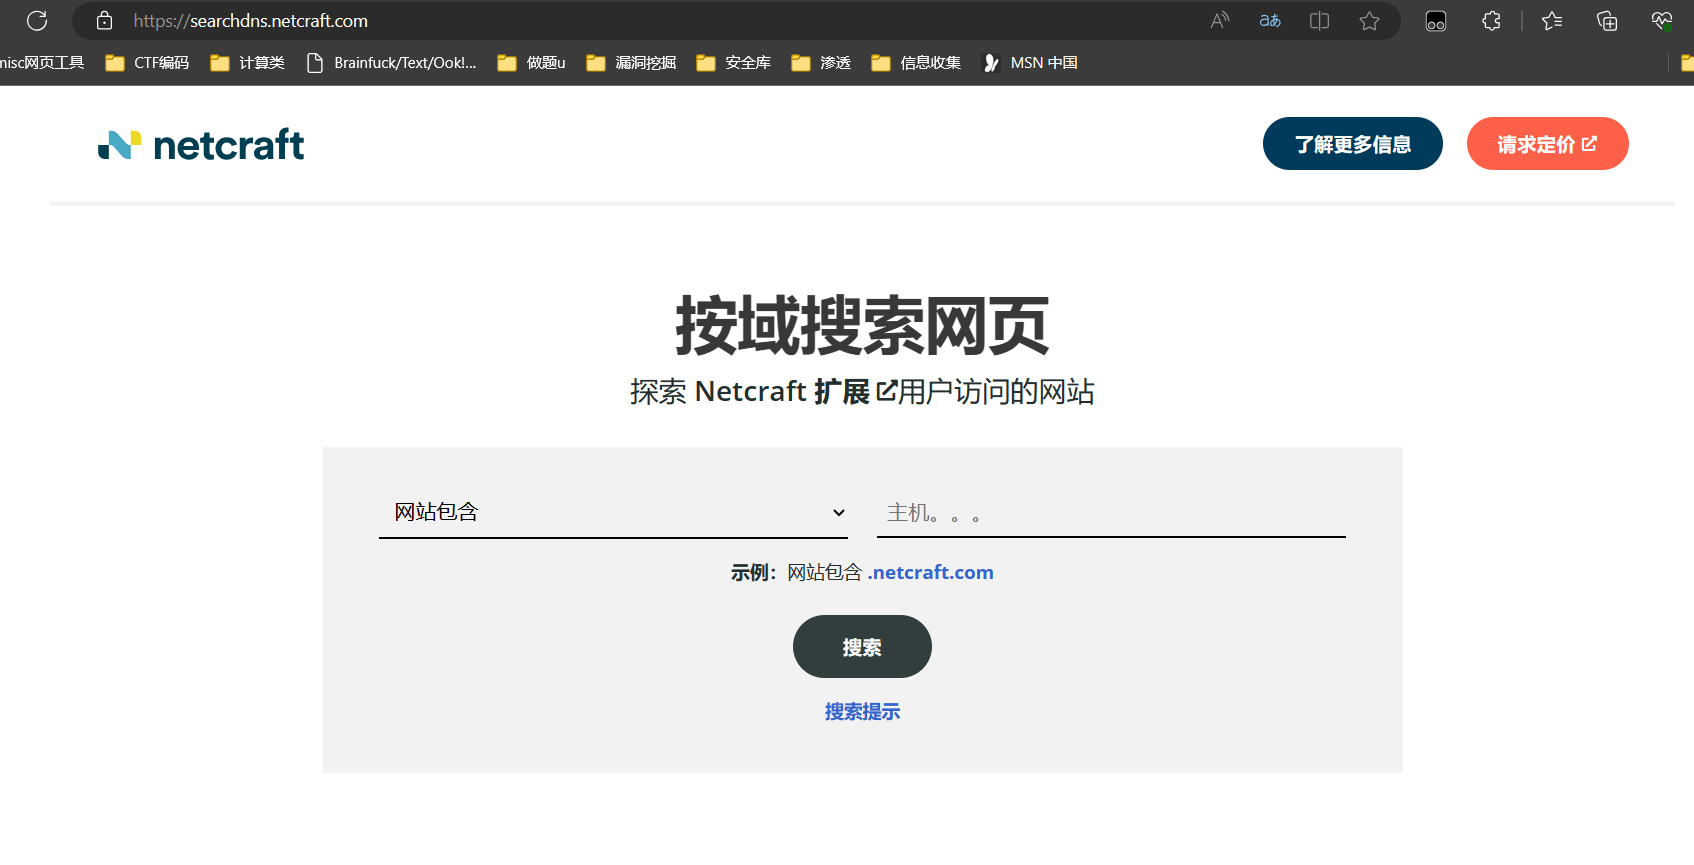 https://searchdns.netcraft.com
misc网页工具 CTF编码 计算类 Brainfuck/Text/Ook!... 做题u 漏洞挖掘 安全库 渗透 信息收集 MSN 中国
netcraft 了解更多信息 请求定价
按域搜索网页
探索 Netcraft 扩展 用户访问的网站
网站包含 主机。。。
示例：网站包含 .netcraft.com
搜索
搜索提示